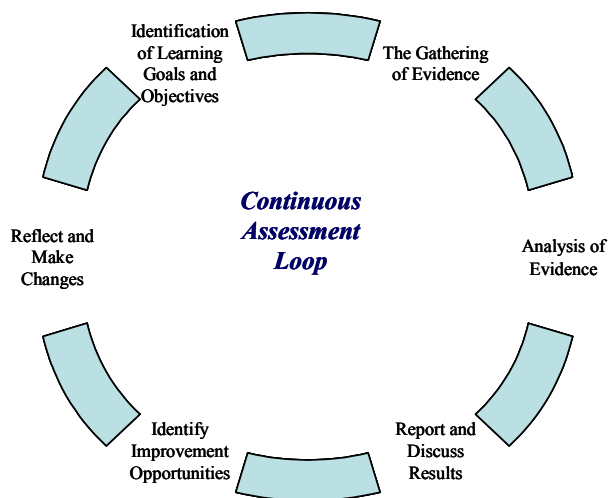 Identification
of Learning
Goals and
Objectives
The Gathering
of Evidence
Analysis of
Evidence
Report and
Discuss
Results
Identify
Improvement
Opportunities
Reflect and
Make
Changes
Continuous
Assessment
Loop